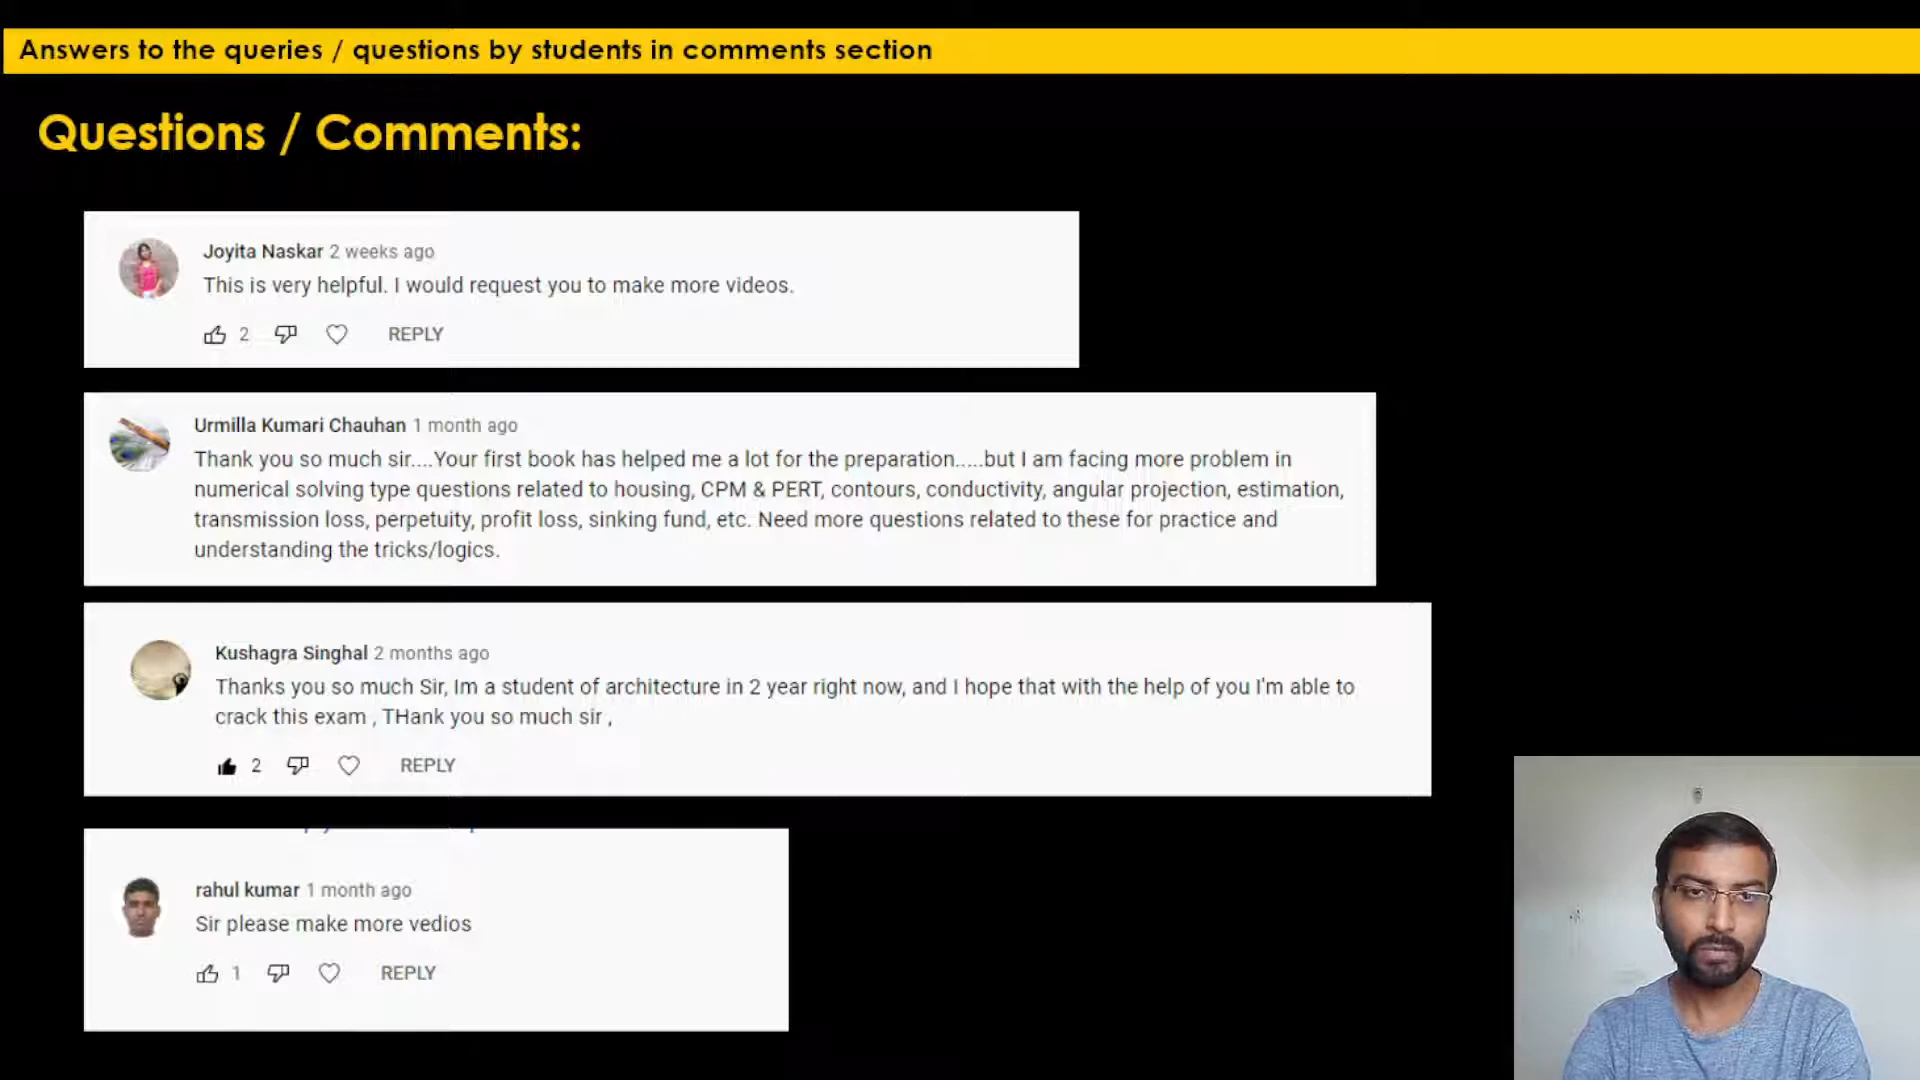 Answers to the queries / questions by students in comments section
Questions / Comments:
Joyita Naskar 2 weeks ago
This is very helpful. I would request you to make more videos.
2 REPLY
Urmilla Kumari Chauhan 1 month ago
Thank you so much sir....Your first book has helped me a lot for the preparation.....but I am facing more problem in
numerical solving type questions related to housing, CPM & PERT, contours, conductivity, angular projection, estimation,
transmission loss, perpetuity, profit loss, sinking fund, etc. Need more questions related to these for practice and
understanding the tricks/logics.
Kushagra Singhal 2 months ago
Thanks you so much Sir, Im a student of architecture in 2 year right now, and I hope that with the help of you I'm able to
crack this exam , THank you so much sir ,
2 REPLY
rahul kumar 1 month ago
Sir please make more vedios
1 REPLY